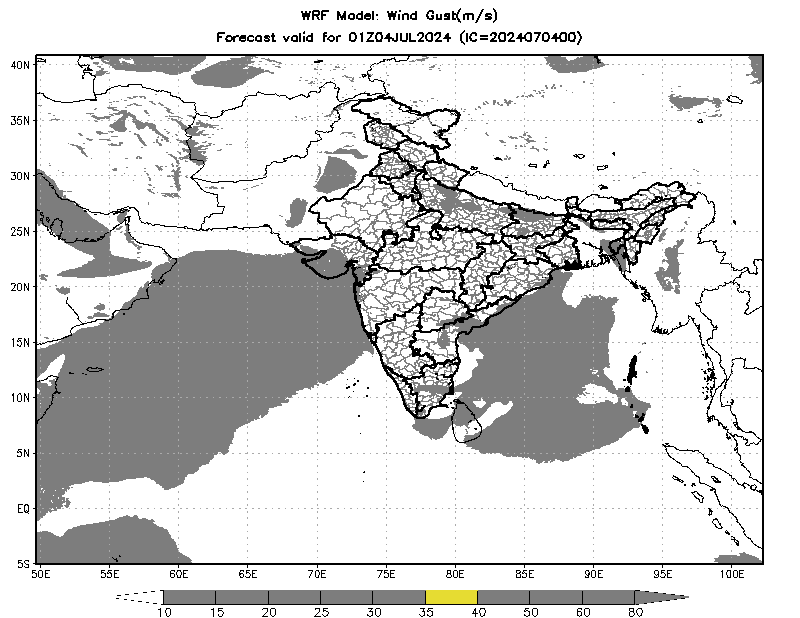 WRF Model: Wind Gust(m/s)
Forecast valid for 01Z04JUL2024 (IC=2024070400)
40N
35N
30N
25N
20N
15N
10N
5N
EQ
5S
50E 55E 60E 65E 70E 75E 80E 85E 90E 95E 100E
10 15 20 25 30 35 40 50 60 80